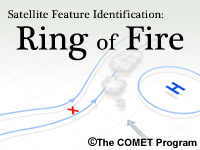 Satellite Feature Identification:
Ring of Fire
H
x
©The COMET Program